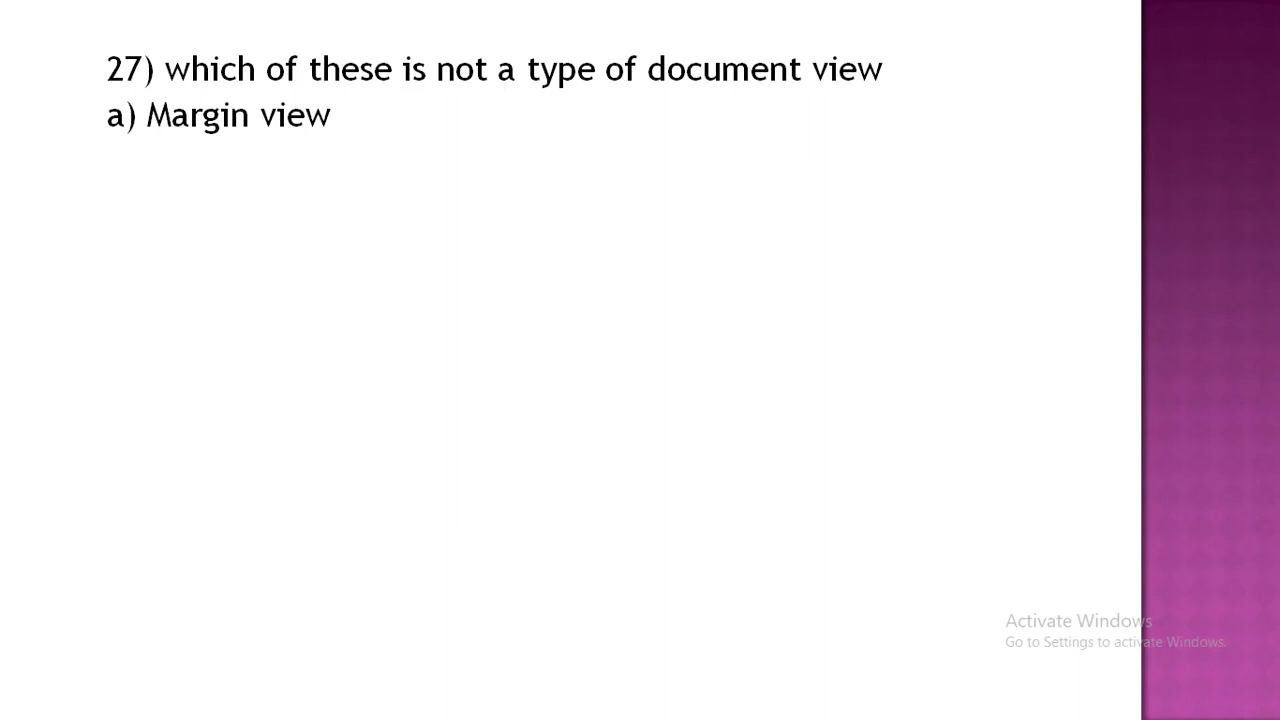 27) which of these is not a type of document view
a) Margin view
Activate Windows
Go to Settings to activate Windows.